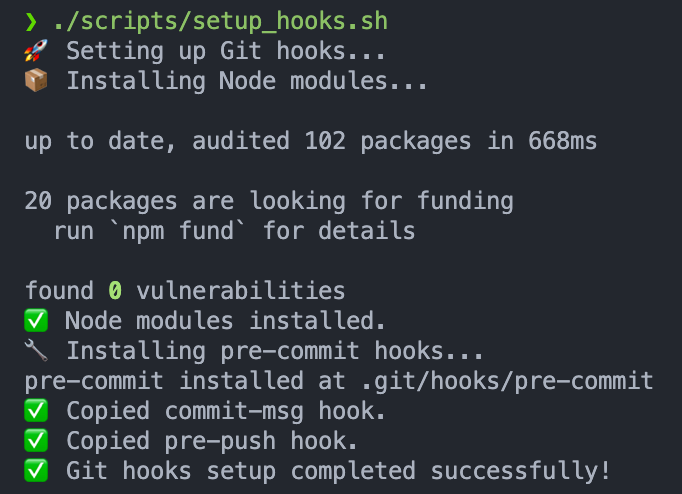 ❯ ./scripts/setup_hooks.sh
🚀 Setting up Git hooks...
📦 Installing Node modules...
up to date, audited 102 packages in 668ms
20 packages are looking for funding
  run `npm fund` for details
found 0 vulnerabilities
✅ Node modules installed.
🔧 Installing pre-commit hooks...
pre-commit installed at .git/hooks/pre-commit
✅ Copied commit-msg hook.
✅ Copied pre-push hook.
✅ Git hooks setup completed successfully!